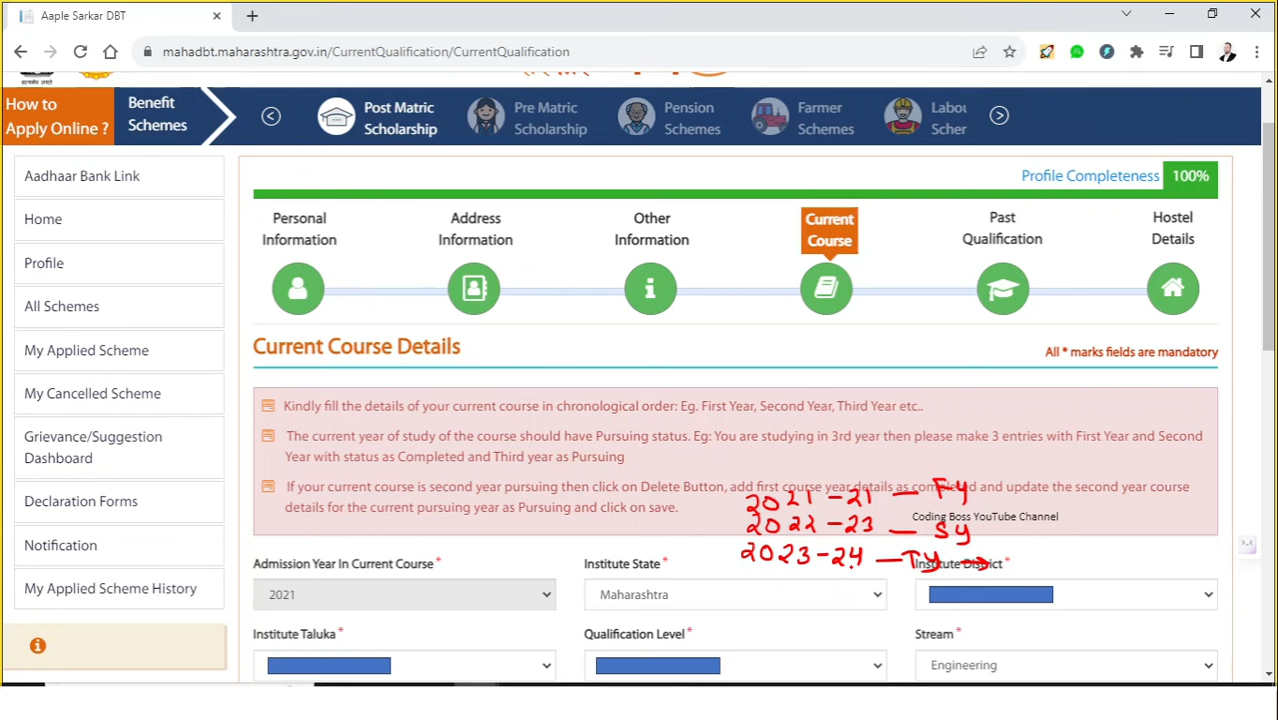 Aaple Sarkar DBT
mahadbt.maharashtra.gov.in/CurrentQualification/CurrentQualification
How to
Apply Online ?
Benefit
Schemes
Post Matric
Scholarship
Pre Matric
Scholarship
Pension
Schemes
Farmer
Schemes
Labou
Scher
Aadhaar Bank Link
Home
Profile
All Schemes
My Applied Scheme
My Cancelled Scheme
Grievance/Suggestion
Dashboard
Declaration Forms
Notification
My Applied Scheme History
Profile Completeness 100%
Personal
Information
Address
Information
Other
Information
Current
Course
Past
Qualification
Hostel
Details
Current Course Details
All * marks fields are mandatory
Kindly fill the details of your current course in chronological order: Eg. First Year, Second Year, Third Year etc..
The current year of study of the course should have Pursuing status. Eg: You are studying in 3rd year then please make 3 entries with First Year and Second
Year with status as Completed and Third year as Pursuing
If your current course is second year pursuing then click on Delete Button, add first course year details as completed and update the second year course
details for the current pursuing year as Pursuing and click on save.
2021 - 21 — Fy
Coding Boss YouTube Channel
2022 - 23 — Sy
2023 - 24 — Ty →
Admission Year In Current Course *
Institute State *
Institute District *
2021
Maharashtra
Institute Taluka *
Qualification Level *
Stream *
Engineering